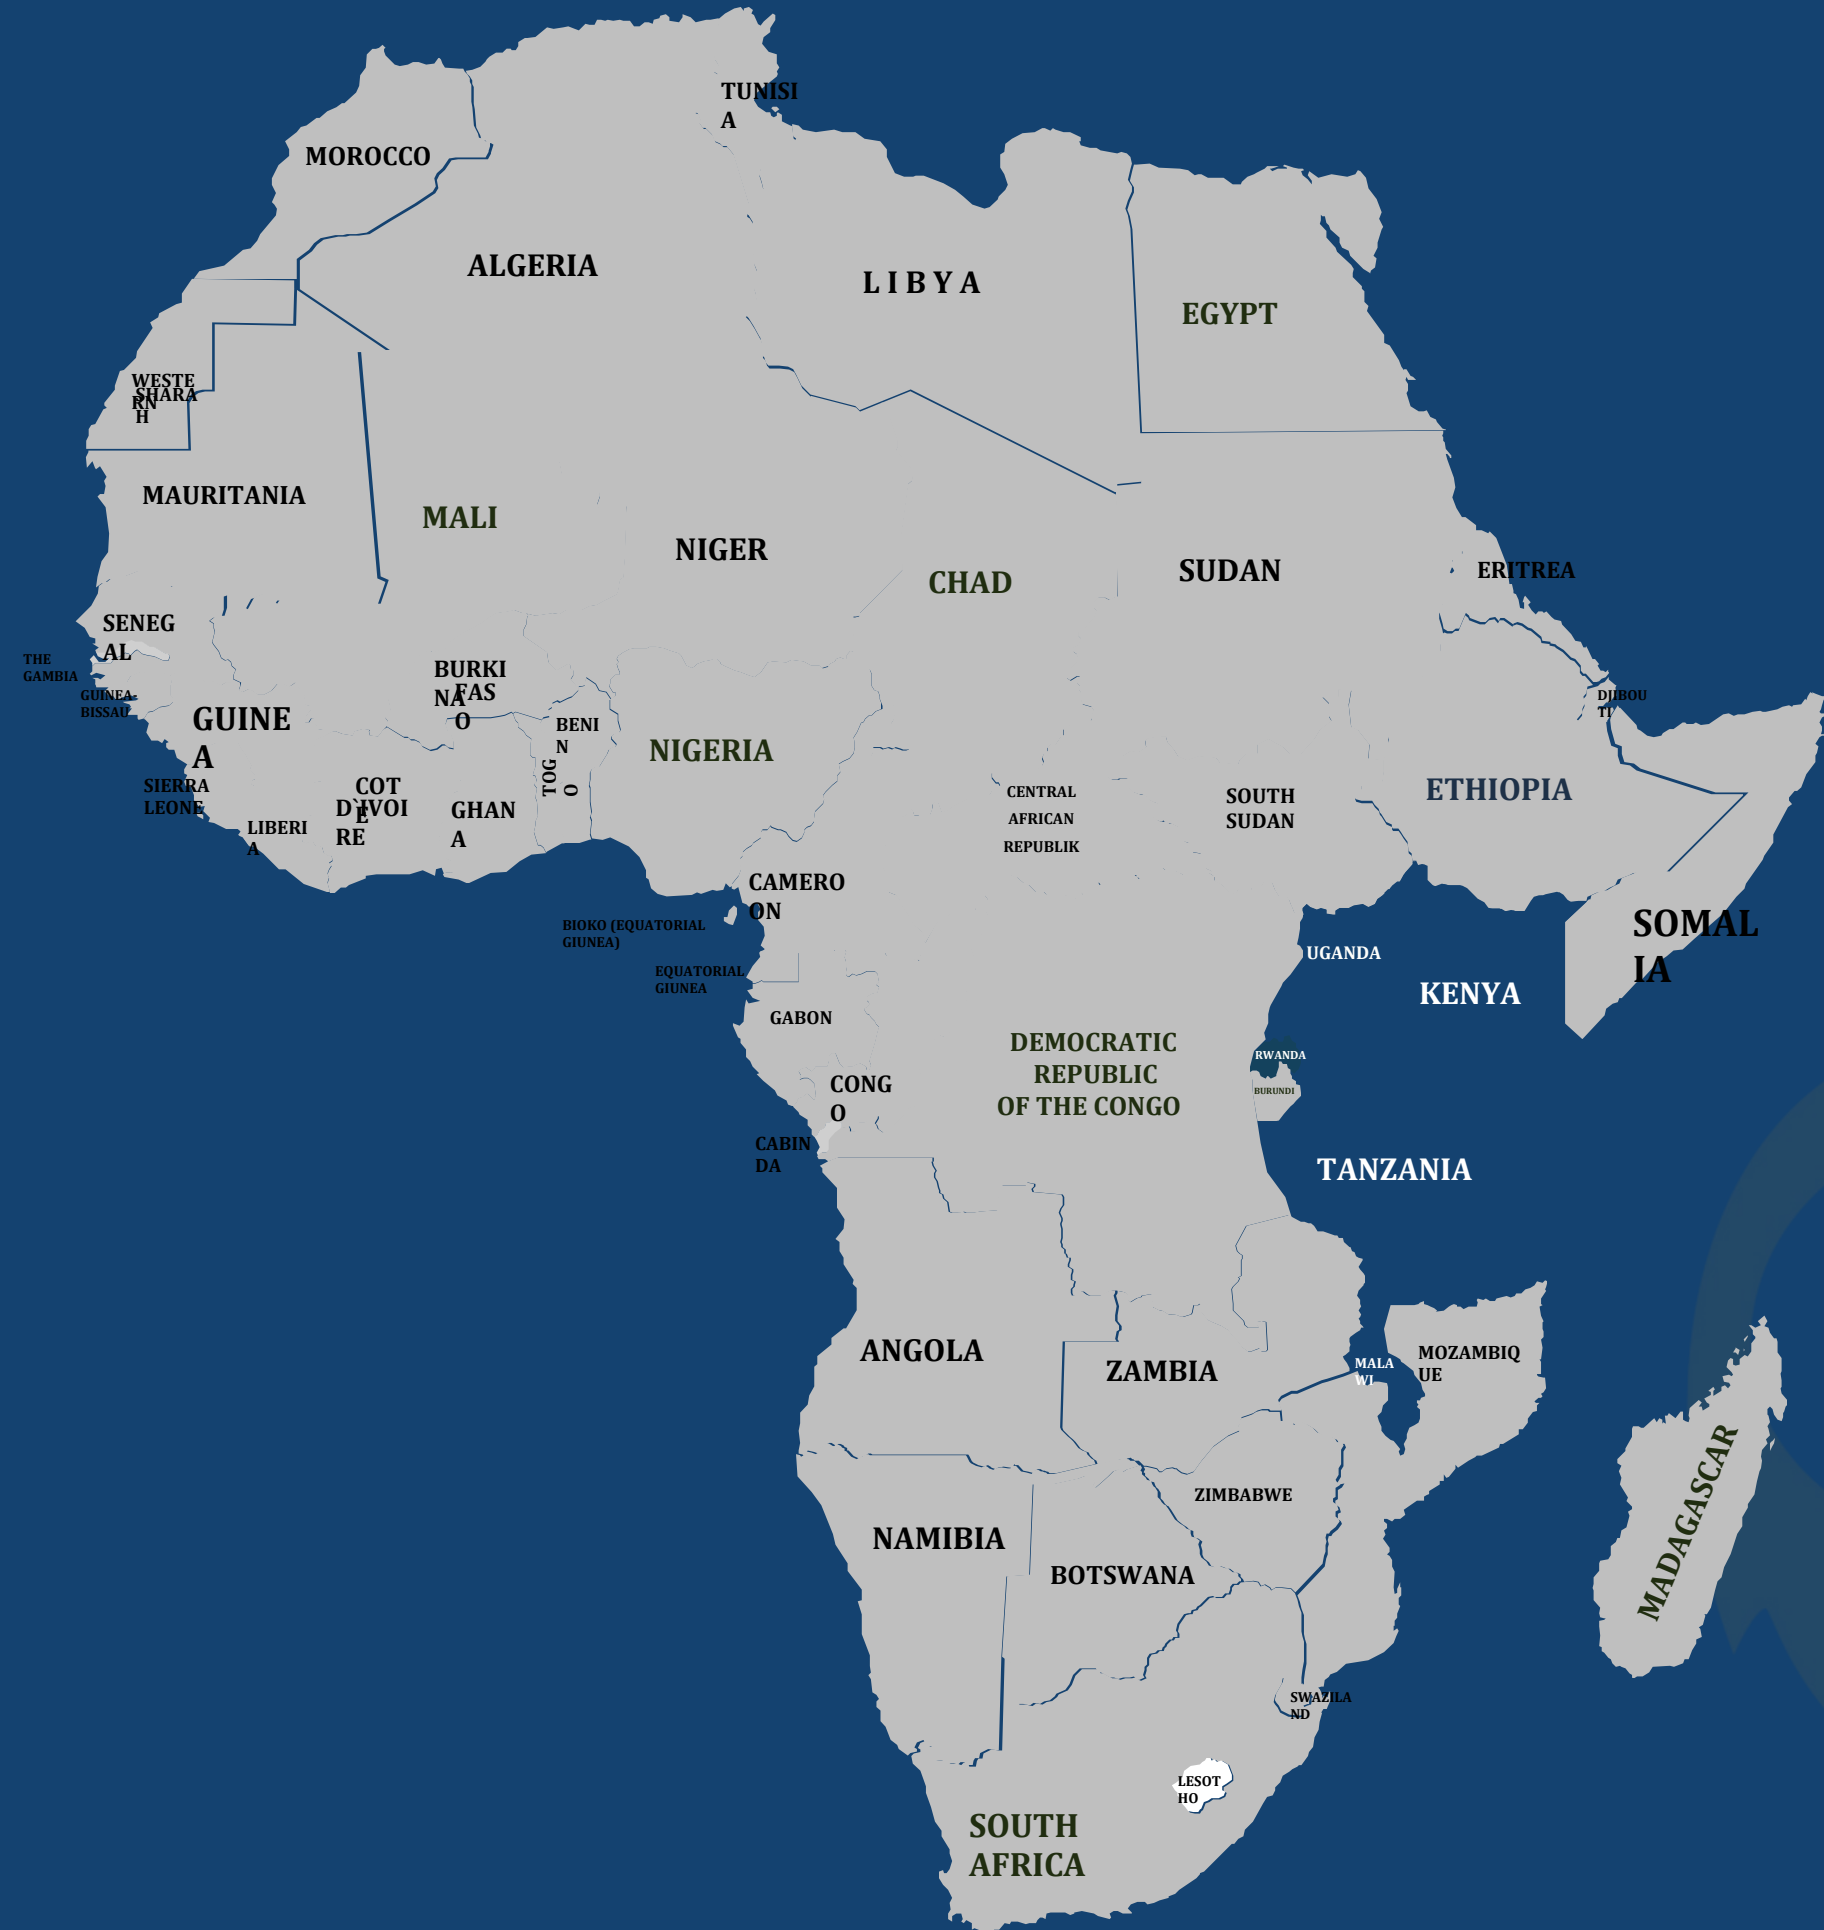 TUNISI
A
MOROCCO
ALGERIA
L I B Y A
EGYPT
WESTE
RN
SHARA
H
MAURITANIA
MALI
NIGER
CHAD
SUDAN
ERITREA
SENEG
AL
THE
GAMBIA
GUINEA-
BISSAU
GUINE
A
BURKI
NA
FAS
O
BENI
N
TOG
O
NIGERIA
DJIBOU
TI
SIERRA
LEONE
LIBERI
A
COT
E
D`IVOI
RE
GHAN
A
CENTRAL
AFRICAN
REPUBLIK
SOUTH
SUDAN
ETHIOPIA
CAMERO
ON
BIOKO (EQUATORIAL
GIUNEA)
EQUATORIAL
GIUNEA
SOMAL
IA
UGANDA
KENYA
GABON
DEMOCRATIC
REPUBLIC
OF THE CONGO
RWANDA
BURUNDI
CONG
O
CABIN
DA
TANZANIA
ANGOLA
ZAMBIA
MALA
WI
MOZAMBIQ
UE
MADAGASCAR
ZIMBABWE
NAMIBIA
BOTSWANA
SWAZILA
ND
LESOT
HO
SOUTH
AFRICA